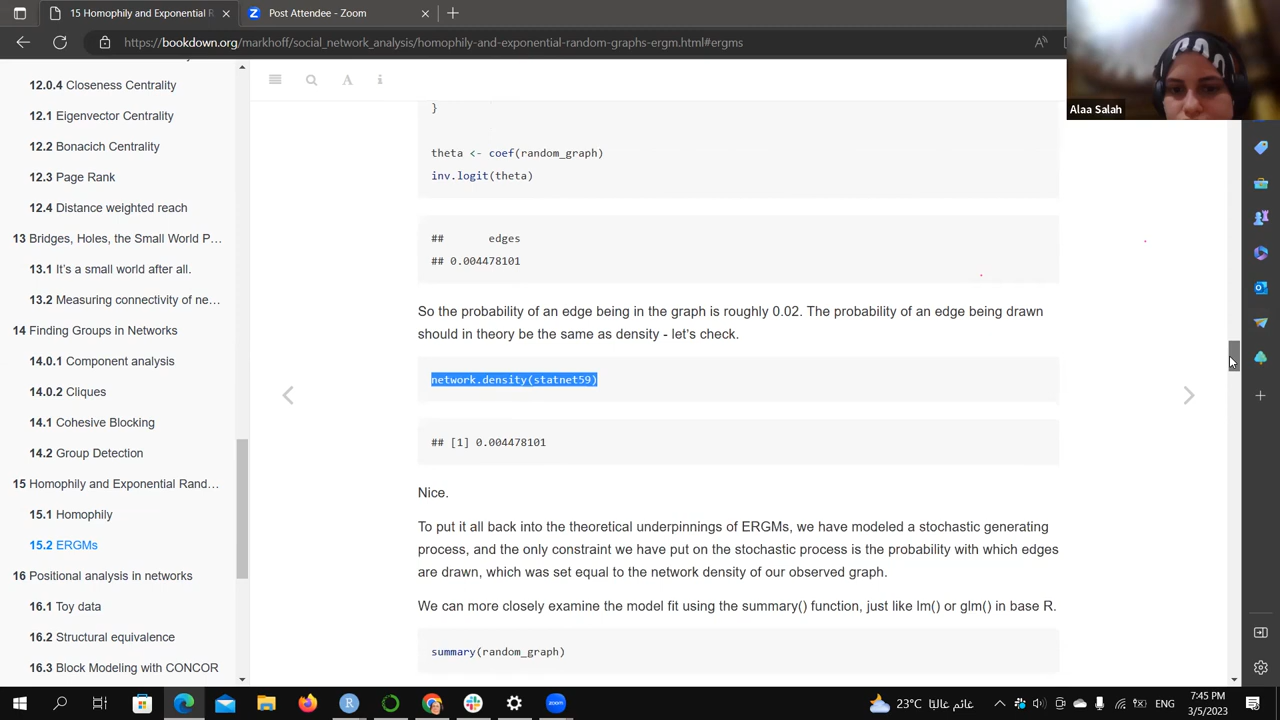 15 Homophily and Exponential R
Post Attendee - Zoom
https://bookdown.org/markhoff/social_network_analysis/homophily-and-exponential-random-graphs-ergm.html#ergms
Alaa Salah
12.0.4 Closeness Centrality
12.1 Eigenvector Centrality
12.2 Bonacich Centrality
12.3 Page Rank
12.4 Distance weighted reach
13 Bridges, Holes, the Small World P...
13.1 It's a small world after all.
13.2 Measuring connectivity of ne...
14 Finding Groups in Networks
14.0.1 Component analysis
14.0.2 Cliques
14.1 Cohesive Blocking
14.2 Group Detection
15 Homophily and Exponential Rand...
15.1 Homophily
15.2 ERGMs
16 Positional analysis in networks
16.1 Toy data
16.2 Structural equivalence
16.3 Block Modeling with CONCOR
}
theta <- coef(random_graph)
inv.logit(theta)
## edges
## 0.004478101
So the probability of an edge being in the graph is roughly 0.02. The probability of an edge being drawn
should in theory be the same as density - let's check.
network.density(statnet59)
## [1] 0.004478101
Nice.
To put it all back into the theoretical underpinnings of ERGMs, we have modeled a stochastic generating
process, and the only constraint we have put on the stochastic process is the probability with which edges
are drawn, which was set equal to the network density of our observed graph.
We can more closely examine the model fit using the summary() function, just like lm() or glm() in base R.
summary(random_graph)
23°C غائم غالبًا
ENG
7:45 PM
3/5/2023